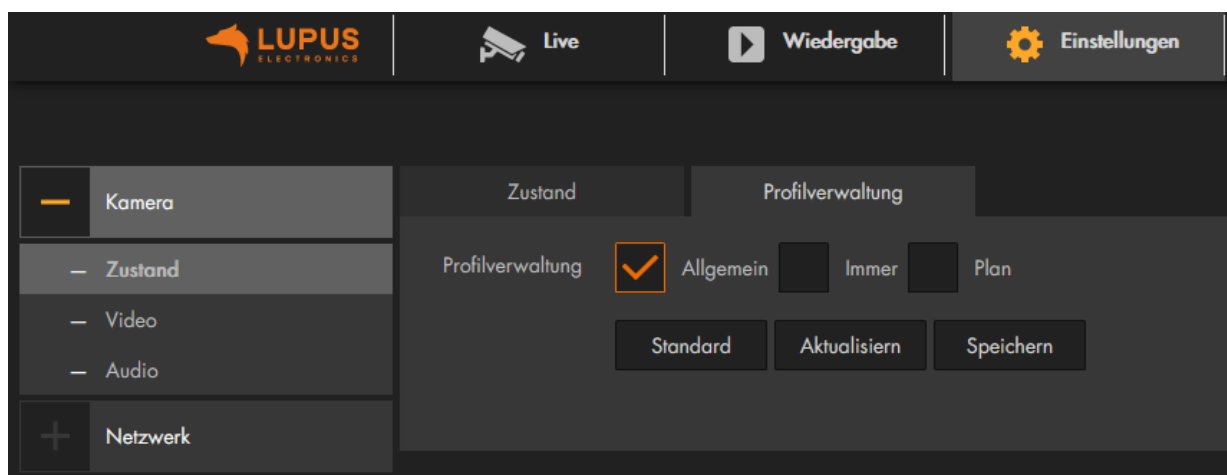 LUPUS
ELECTRONICS
Live
Wiedergabe
Einstellungen
Kamera
Zustand
Video
Audio
Netzwerk
Zustand
Profilverwaltung
Profilverwaltung
Allgemein
Immer
Plan
Standard
Aktualisiern
Speichern